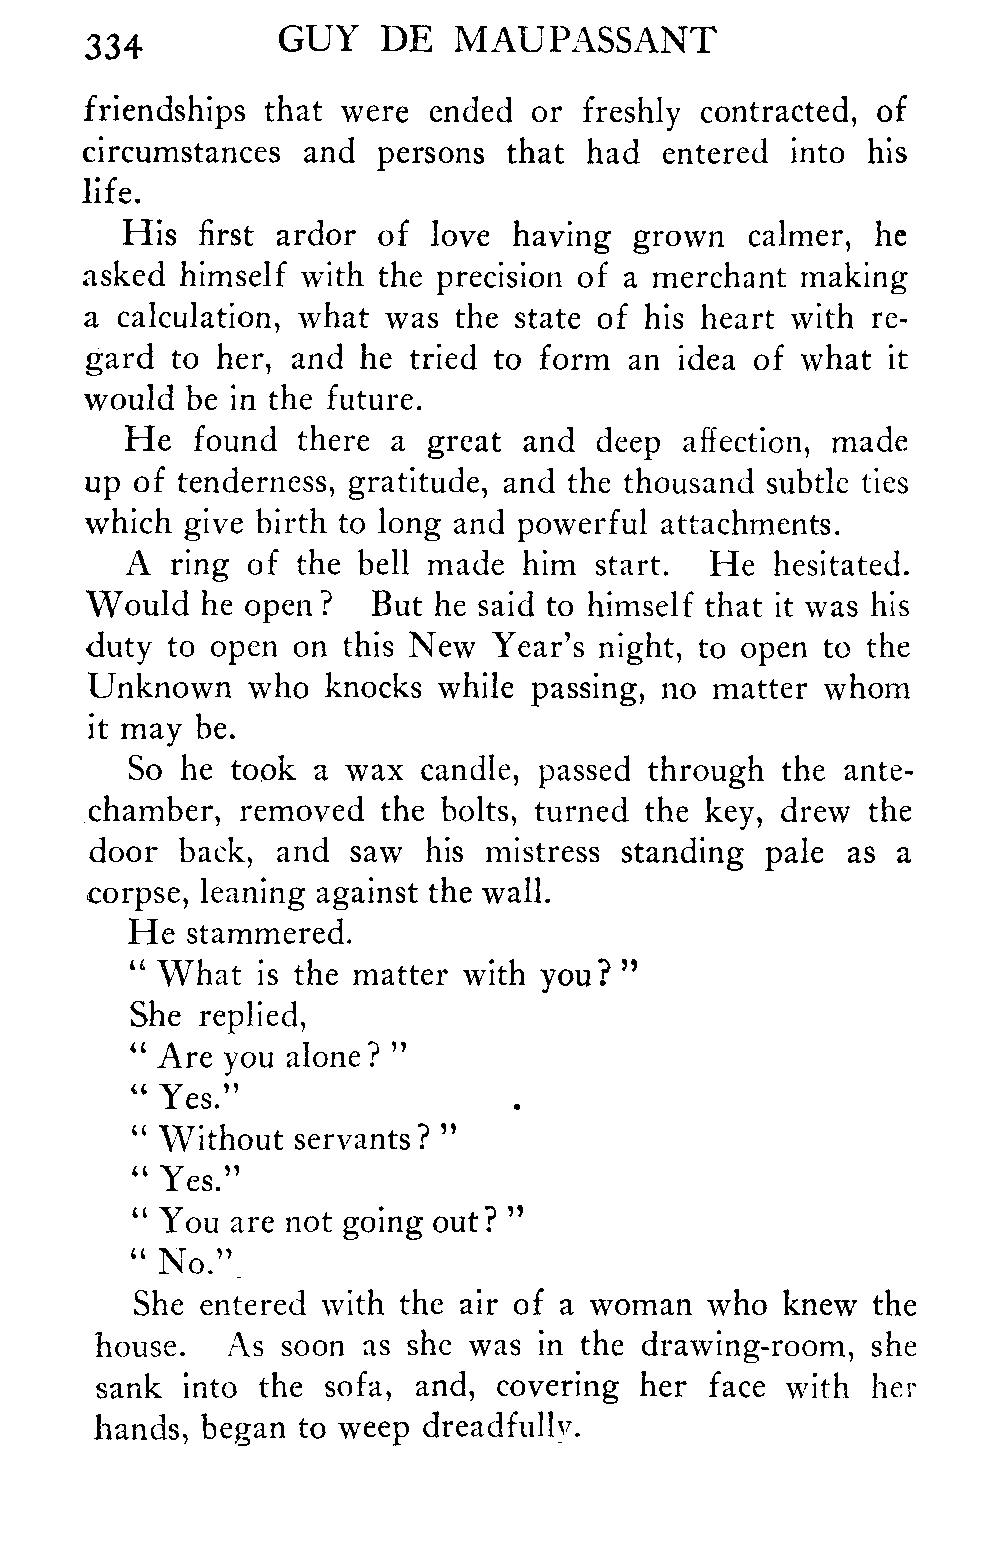 334 GUY DE MAUPASSANT
friendships that were ended or freshly contracted, of
circumstances and persons that had entered into his
life.
His first ardor of love having grown calmer, he
asked himself with the precision of a merchant making
a calculation, what was the state of his heart with re-
gard to her, and he tried to form an idea of what it
would be in the future.
He found there a great and deep affection, made
up of tenderness, gratitude, and the thousand subtle ties
which give birth to long and powerful attachments.
A ring of the bell made him start. He hesitated.
Would he open? But he said to himself that it was his
duty to open on this New Year's night, to open to the
Unknown who knocks while passing, no matter whom
it may be.
So he took a wax candle, passed through the ante-
chamber, removed the bolts, turned the key, drew the
door back, and saw his mistress standing pale as a
corpse, leaning against the wall.
He stammered.
"What is the matter with you?"
She replied,
"Are you alone?"
"Yes."
"Without servants?"
"Yes."
"You are not going out?"
"No."
She entered with the air of a woman who knew the
house. As soon as she was in the drawing-room, she
sank into the sofa, and, covering her face with her
hands, began to weep dreadfully.